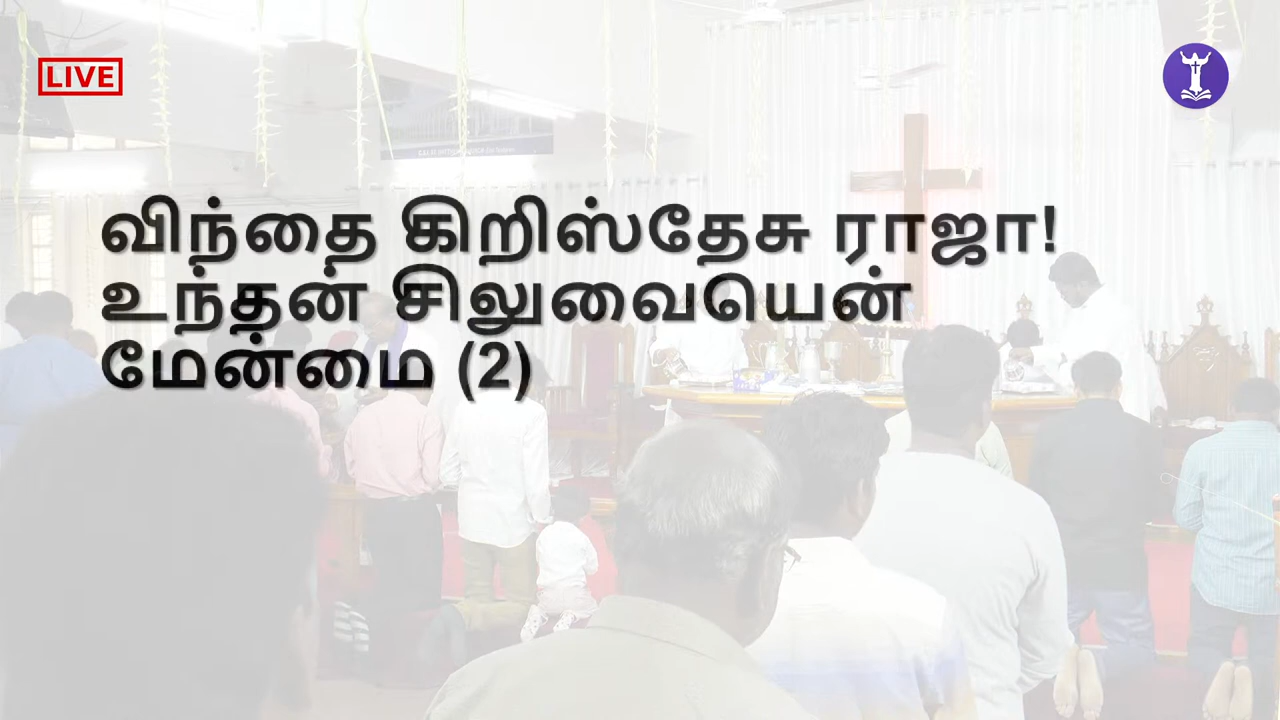 LIVE
விந்தை கிறிஸ்தேசு ராஜா!
உந்தன் சிலுவையென்
மேன்மை (2)